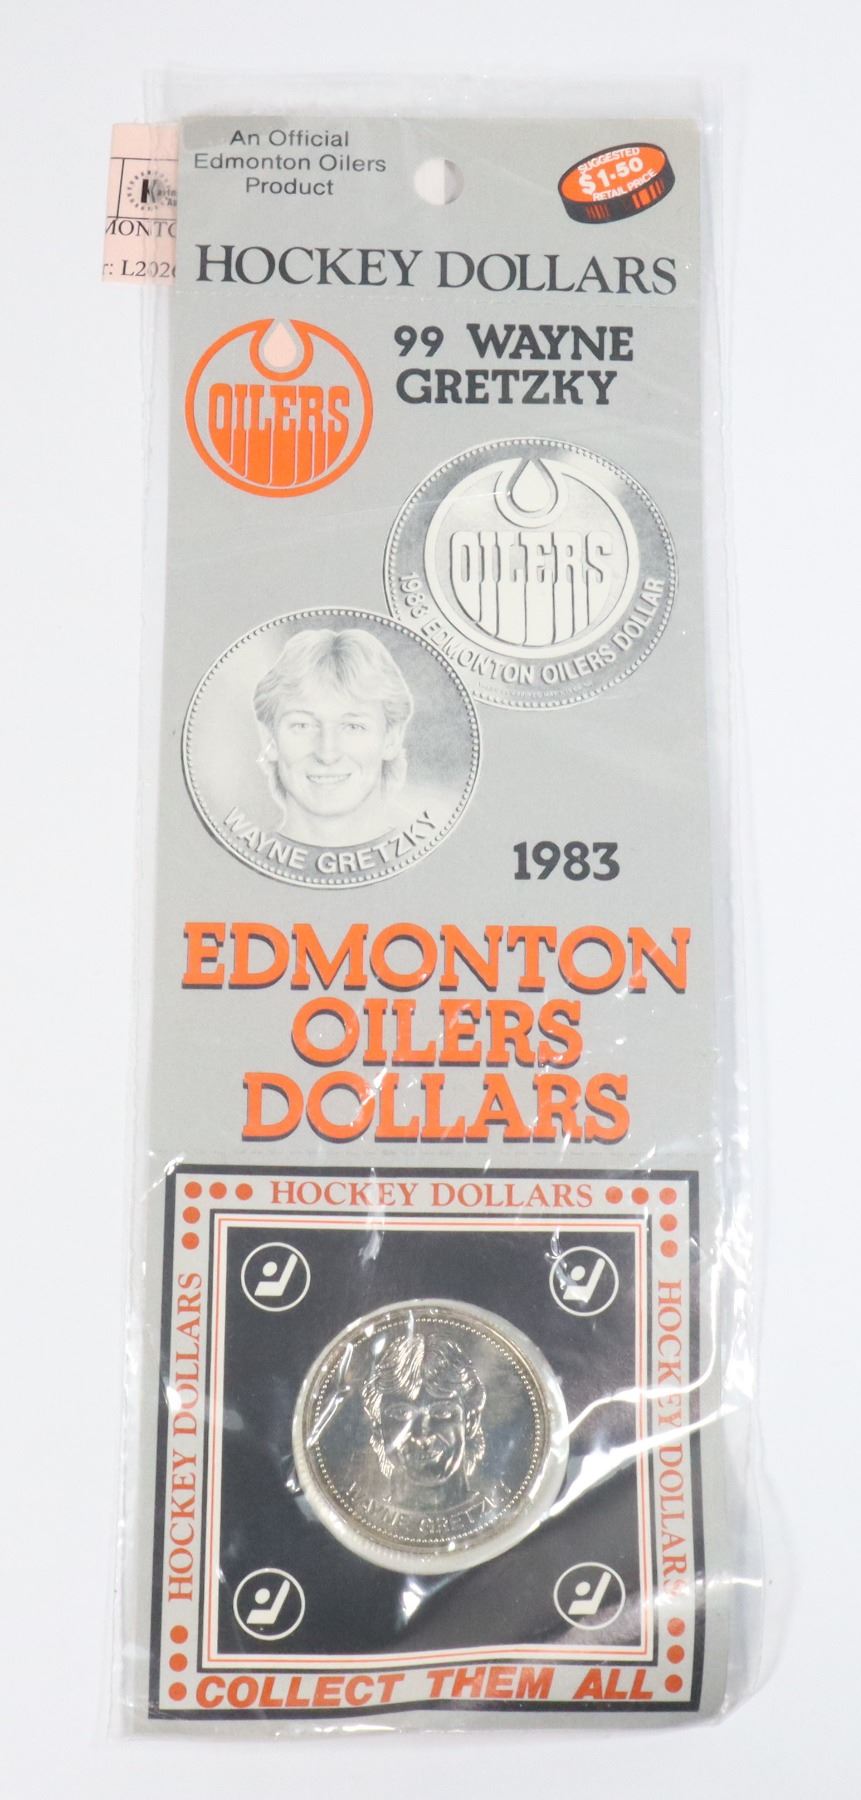 An Official
Edmonton Oilers
Product
SUGGESTED
$1.50
RETAIL PRICE
HOCKEY DOLLARS
OILERS
99 WAYNE
GRETZKY
OILERS
1983 EDMONTON OILERS DOLLAR
WAYNE GRETZKY
1983
EDMONTON
OILERS
DOLLARS
HOCKEY DOLLARS
HOCKEY DOLLARS
HOCKEY DOLLARS
WAYNE GRETZKY
COLLECT THEM ALL